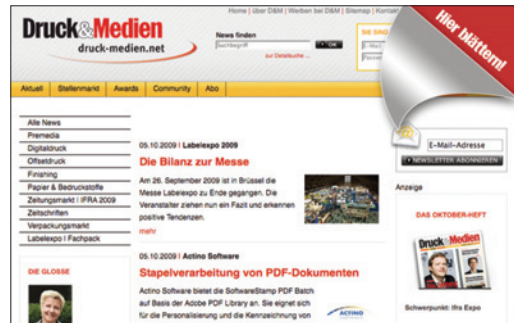 Home | Über D&M | Werben bei D&M | Sitemap | Kontakt
Hier blättern!
Druck&Medien
druck-medien.net
News finden
Suchbegriff
OK
zur Detailsuche ...
SIE SIND
E-Mail
Passwo
Aktuell
Stellenmarkt
Awards
Community
Abo
Alle News
Premedia
Digitaldruck
Offsetdruck
Finishing
Papier & Bedruckstoffe
Zeitungsmarkt | IFRA 2009
Zeitschriften
Verpackungsmarkt
Labelexpo | Fachpack
DIE GLOSSE
05.10.2009 | Labelexpo 2009
Die Bilanz zur Messe
Am 26. September 2009 ist in Brüssel die
Messe Labelexpo zu Ende gegangen. Die
Veranstalter ziehen nun ein Fazit und erkennen
positive Tendenzen.
mehr
05.10.2009 | Actino Software
Stapelverarbeitung von PDF-Dokumenten
Actino Software bietet die SoftwareStamp PDF Batch
auf Basis der Adobe PDF Library an. Sie eignet sich
für die Personalisierung und die Kennzeichnung von
ACTINO
E-Mail-Adresse
NEWSLETTER ABONNIEREN
Anzeige
DAS OKTOBER-HEFT
Druck&Medien
Schwerpunkt: Ifra Expo